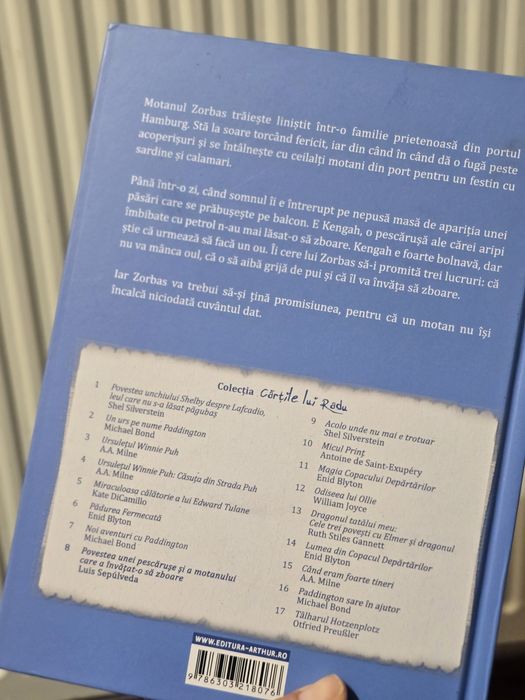 Motanul Zorbas trăiește liniștit într-o familie prietenoasă din portul
Hamburg. Stă la soare torcând fericit, iar din când în când dă o fugă peste
acoperișuri și se întâlnește cu ceilalți motani din port pentru un festin cu
sardine și calamari.
Până într-o zi, când somnul îi e întrerupt pe nepusă masă de apariția unei
păsări care se prăbușește pe balcon. E Kengah, o pescărușă ale cărei aripi
îmbibate cu petrol n-au mai lăsat-o să zboare. Kengah e foarte bolnavă, dar
știe că urmează să facă un ou. Îi cere lui Zorbas să-i promită trei lucruri: că
nu va mânca oul, că o să aibă grijă de pui și că îl va învăța să zboare.
Iar Zorbas va trebui să-și țină promisiunea, pentru că un motan nu își
încalcă niciodată cuvântul dat.
Colecția Cărțile lui Radu
1 Povestea unchiului Shelby despre Lafcadio,
leul care nu s-a lăsat păgubaș
Shel Silverstein
2 Un urs pe nume Paddington
Michael Bond
3 Ursulețul Winnie Puh
A.A. Milne
4 Ursulețul Winnie Puh: Căsuța din Strada Puh
A.A. Milne
5 Miraculoasa călătorie a lui Edward Tulane
Kate DiCamillo
6 Pădurea Fermecată
Enid Blyton
7 Noi aventuri cu Paddington
Michael Bond
8 Povestea unei pescărușe și a motanului
care a învățat-o să zboare
Luis Sepúlveda
9 Acolo unde nu mai e trotuar
Shel Silverstein
10 Micul Prinț
Antoine de Saint-Exupéry
11 Magia Copacului Depărtărilor
Enid Blyton
12 Odiseea lui Ollie
William Joyce
13 Dragonul tatălui meu:
Cele trei povești cu Elmer și dragonul
Ruth Stiles Gannett
14 Lumea din Copacul Depărtărilor
Enid Blyton
15 Când eram foarte tineri
A.A. Milne
16 Paddington sare în ajutor
Michael Bond
17 Tâlharul Hotzenplotz
Otfried Preußler
WWW.EDITURA-ARTHUR.RO
9 786303 218076